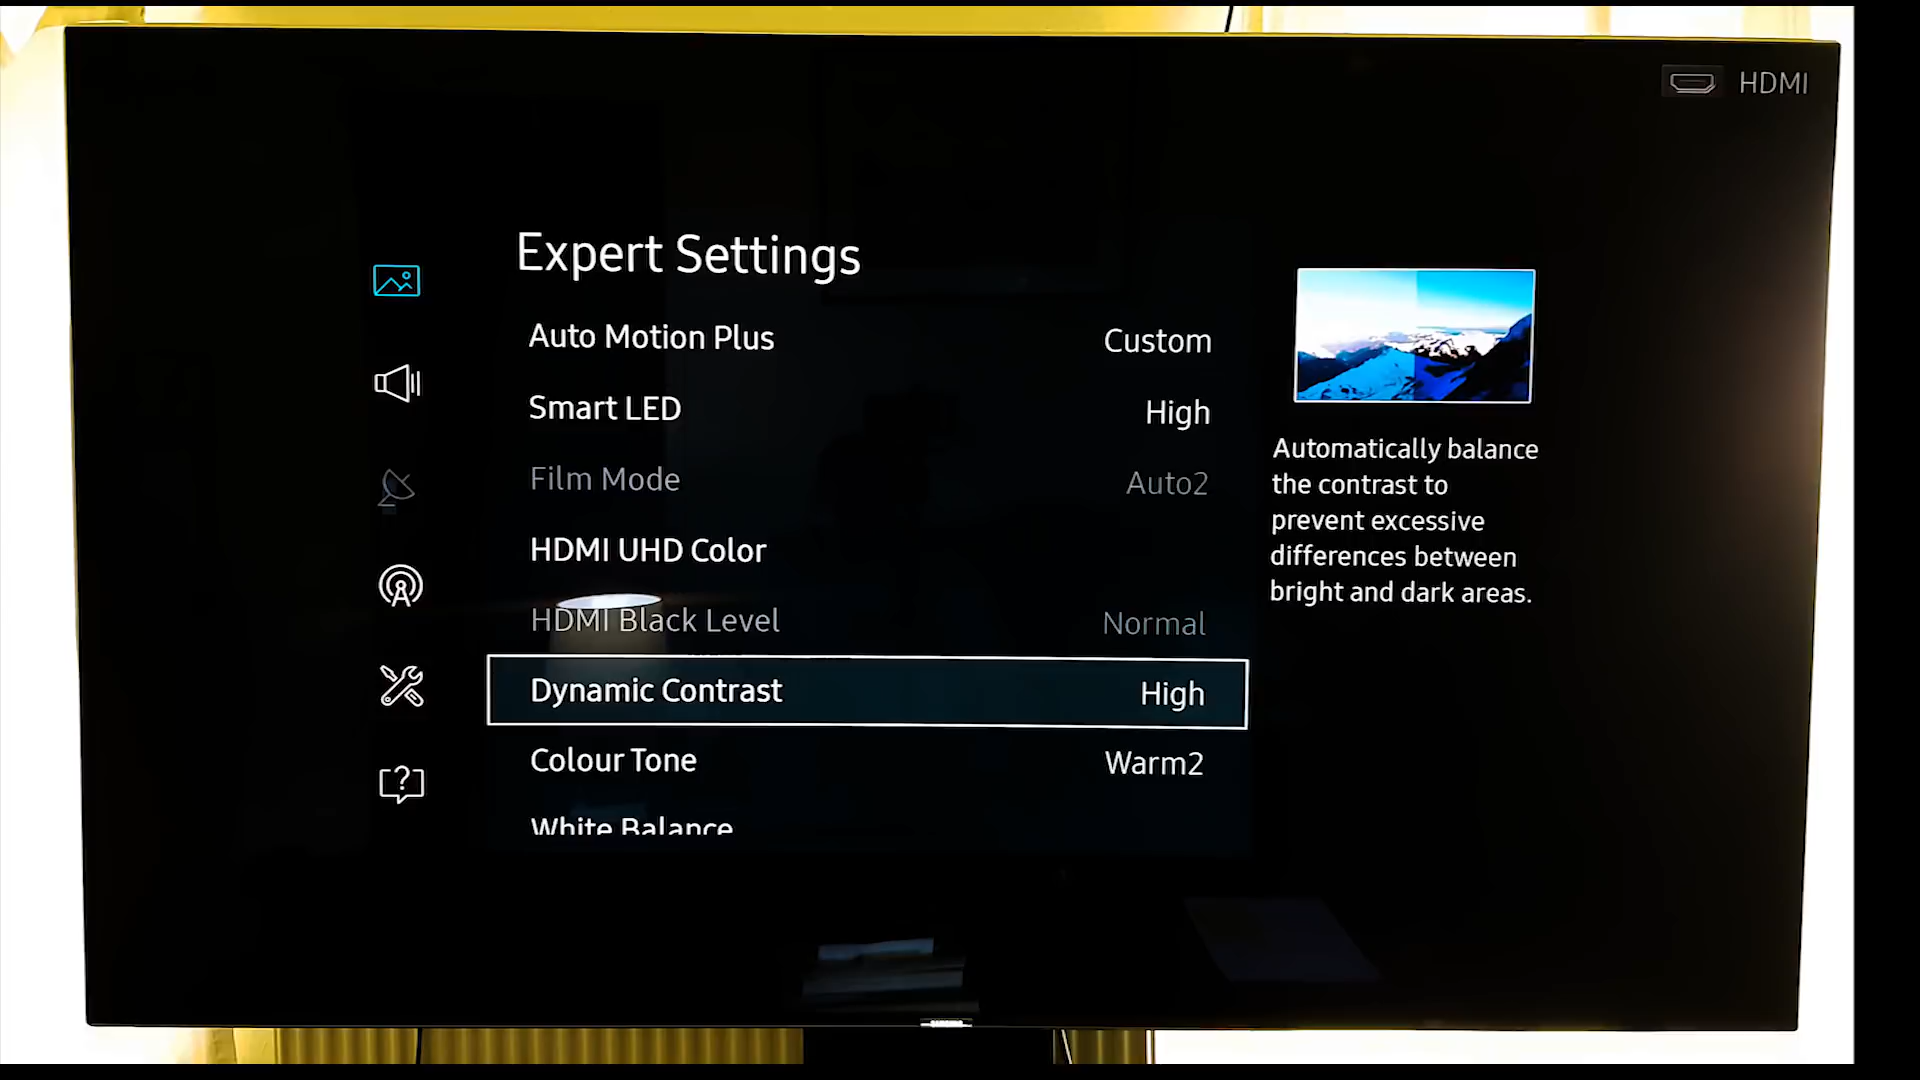 HDMI
Expert Settings
Auto Motion Plus Custom
Smart LED High
Film Mode Auto2
HDMI UHD Color
HDMI Black Level Normal
Dynamic Contrast High
Colour Tone Warm2
White Balance
Automatically balance
the contrast to
prevent excessive
differences between
bright and dark areas.
SAMSUNG